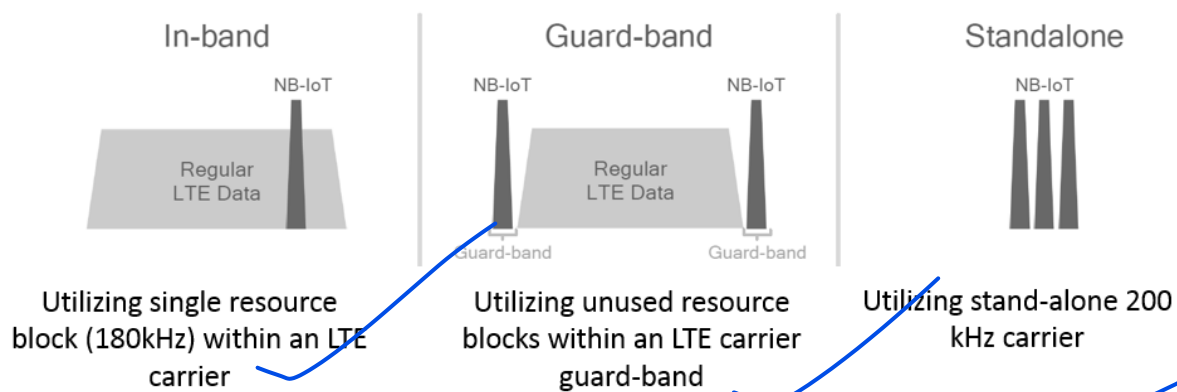 In-band
NB-IoT
Regular
LTE Data
Utilizing single resource
block (180kHz) within an LTE
carrier
Guard-band
NB-IoT
NB-IoT
Regular
LTE Data
Guard-band
Guard-band
Utilizing unused resource
blocks within an LTE carrier
guard-band
Standalone
NB-IoT
Utilizing stand-alone 200
kHz carrier